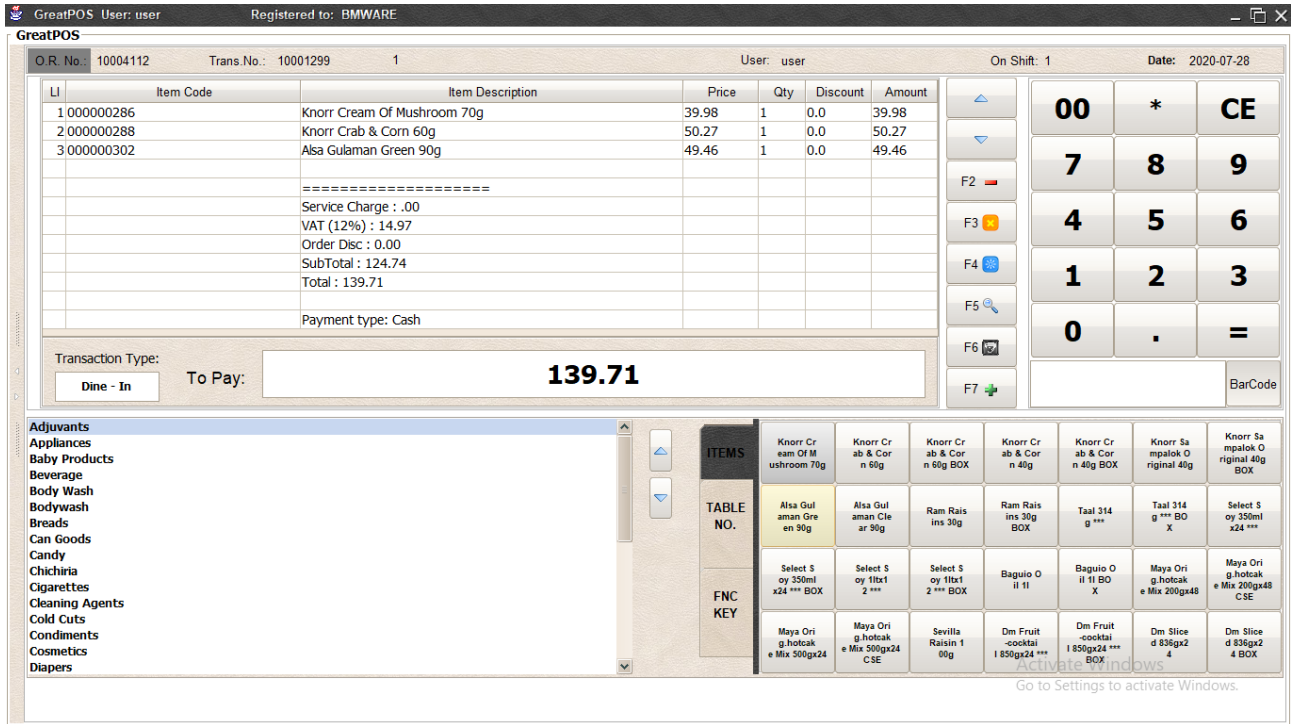 GreatPOS User: user Registered to: BMWARE
GreatPOS
O.R. No.: 10004112 Trans.No.: 10001299 1 User: user On Shift: 1 Date: 2020-07-28
LI Item Code Item Description Price Qty Discount Amount
1 000000286 Knorr Cream Of Mushroom 70g 39.98 1 0.0 39.98
2 000000288 Knorr Crab & Corn 60g 50.27 1 0.0 50.27
3 000000302 Alsa Gulaman Green 90g 49.46 1 0.0 49.46
=====================
Service Charge : .00
VAT (12%) : 14.97
Order Disc : 0.00
SubTotal : 124.74
Total : 139.71
Payment type: Cash
Transaction Type:
Dine - In
To Pay:
139.71
F2
F3
F4
F5
F6
F7
00 * CE
7 8 9
4 5 6
1 2 3
0 . =
BarCode
Adjuvants
Appliances
Baby Products
Beverage
Body Wash
Bodywash
Breads
Can Goods
Candy
Chichiria
Cigarettes
Cleaning Agents
Cold Cuts
Condiments
Cosmetics
Diapers
ITEMS
TABLE
NO.
FNC
KEY
Knorr Cr
eam Of M
ushroom 70g
Knorr Cr
ab & Cor
n 60g
Knorr Cr
ab & Cor
n 60g BOX
Knorr Cr
ab & Cor
n 40g
Knorr Cr
ab & Cor
n 40g BOX
Knorr Sa
mpalok O
riginal 40g
Knorr Sa
mpalok O
riginal 40g
BOX
Alsa Gul
aman Gre
en 90g
Alsa Gul
aman Cle
ar 90g
Ram Rais
ins 30g
Ram Rais
ins 30g
BOX
Taal 314
g ***
Taal 314
g *** BO
X
Select S
oy 350ml
x24 ***
Select S
oy 350ml
x24 *** BOX
Select S
oy 1ltx1
2 ***
Select S
oy 1ltx1
2 *** BOX
Baguio O
il 1l
Baguio O
il 1l BO
X
Maya Ori
g.hotcak
e Mix 200gx48
Maya Ori
g.hotcak
e Mix 200gx48
CSE
Maya Ori
g.hotcak
e Mix 500gx24
Maya Ori
g.hotcak
e Mix 500gx24
CSE
Sevilla
Raisin 1
00g
Dm Fruit
-cocktai
l 850gx24 ***
Dm Fruit
-cocktai
l 850gx24 ***
BOX
Dm Slice
d 836gx2
4
Dm Slice
d 836gx2
4 BOX
Activate Windows
Go to Settings to activate Windows.